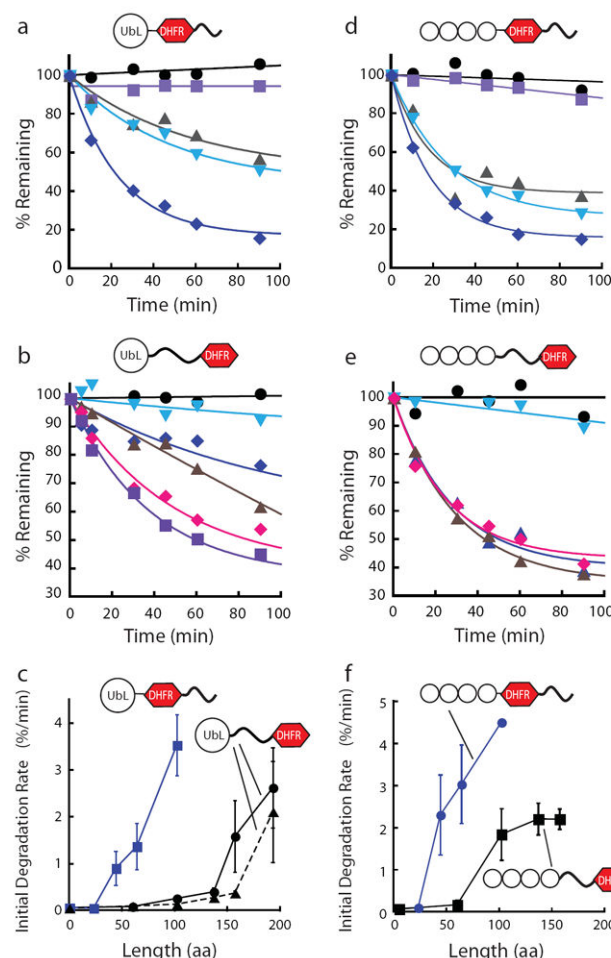 a
UbL DHFR
100
80
60
40
20
0
% Remaining
0 20 40 60 80 100
Time (min)
d
DHFR
100
80
60
40
20
0
% Remaining
0 20 40 60 80 100
Time (min)
b
UbL DHFR
100
90
80
70
60
50
40
30
% Remaining
0 20 40 60 80 100
Time (min)
e
DHFR
100
90
80
70
60
50
40
30
% Remaining
0 20 40 60 80 100
Time (min)
c
UbL DHFR
UbL DHFR
4
3
2
1
0
Initial Degradation Rate (%/min)
0 50 100 150 200
Length (aa)
f
DHFR
5
4
3
2
1
0
Initial Degradation Rate (%/min)
DH
0 50 100 150 200
Length (aa)